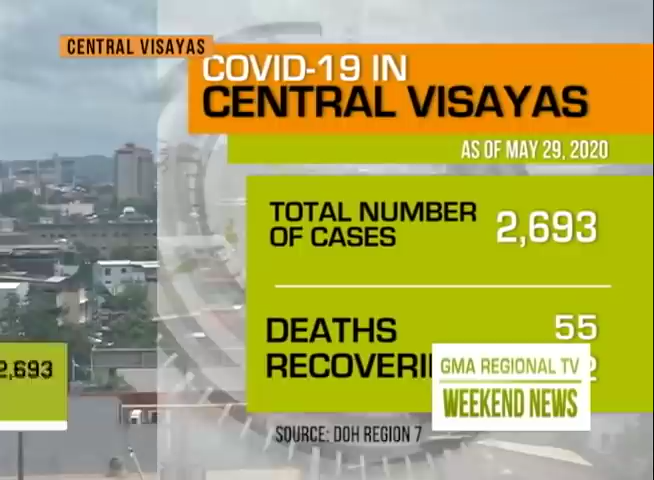 CENTRAL VISAYAS
COVID-19 IN
CENTRAL VISAYAS
AS OF MAY 29, 2020
TOTAL NUMBER
OF CASES
2,693
DEATHS 55
2,693
GMA REGIONAL TV
WEEKEND NEWS
SOURCE: DOH REGION 7